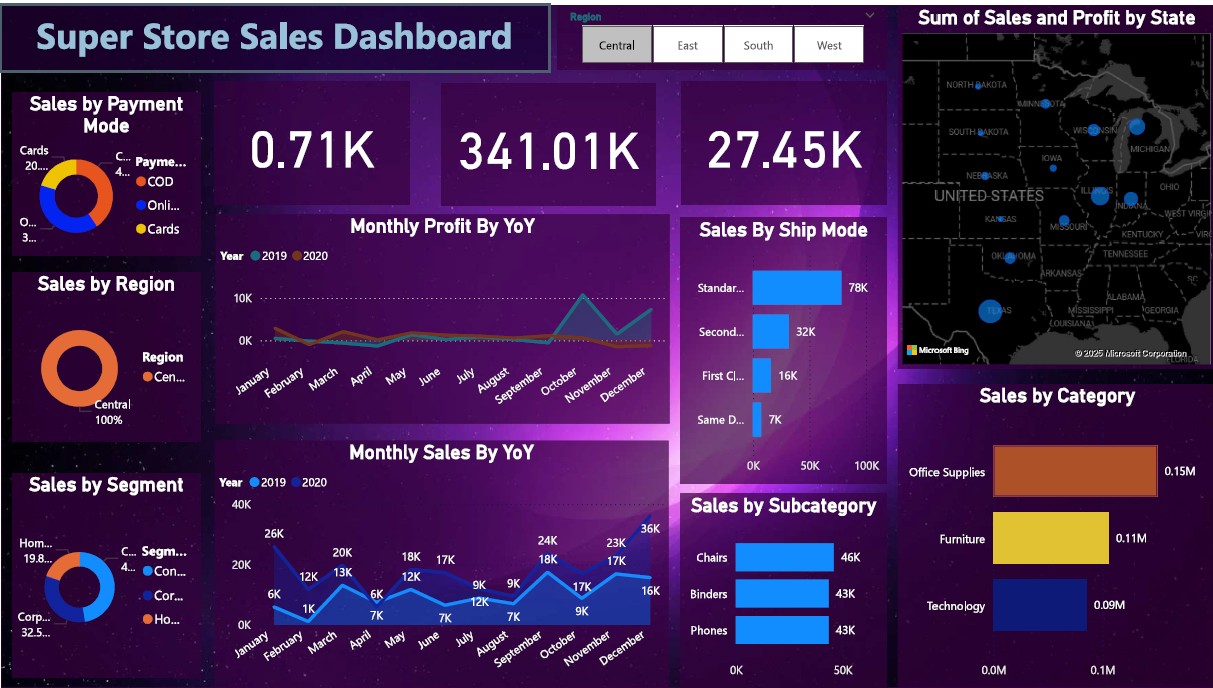 Super Store Sales Dashboard
Region
Central
East
South
West
Sum of Sales and Profit by State
Sales by Payment
Mode
Cards
20....
C...
4...
O...
3...
Payme...
COD
Onli...
Cards
0.71K
341.01K
27.45K
Sales by Region
Region
Cen...
Central
100%
Sales by Segment
Hom...
19.8...
C...
4...
Corp...
32.5...
Segm...
Con...
Cor...
Ho...
Monthly Profit By YoY
Year 2019 2020
10K
0K
January
February
March
April
May
June
July
August
September
October
November
December
Monthly Sales By YoY
Year 2019 2020
40K
20K
0K
26K
12K
20K
6K
18K
17K
9K
9K
24K
17K
23K
36K
6K
1K
13K
7K
12K
7K
12K
7K
18K
9K
17K
16K
January
February
March
April
May
June
July
August
September
October
November
December
Sales By Ship Mode
Standar... 78K
Second... 32K
First Cl... 16K
Same D... 7K
0K 50K 100K
Sales by Subcategory
Chairs 46K
Binders 43K
Phones 43K
0K 50K
NORTH DAKOTA
MINNESOTA
SOUTH DAKOTA
WISCONSIN
MICHIGAN
IOWA
NEBRASKA
UNITED STATES
ILLINOIS
INDIANA
OHIO
KANSAS
MISSOURI
WEST VIRG
KENTUCKY
VIRG
OKLAHOMA
TENNESSEE
ARKANSAS
SC
TEXAS
ALABAMA
MISSISSIPPI
GEORGIA
LOUISIANA
FLORIDA
Microsoft Bing
© 2025 Microsoft Corporation
Sales by Category
Office Supplies 0.15M
Furniture 0.11M
Technology 0.09M
0.0M 0.1M